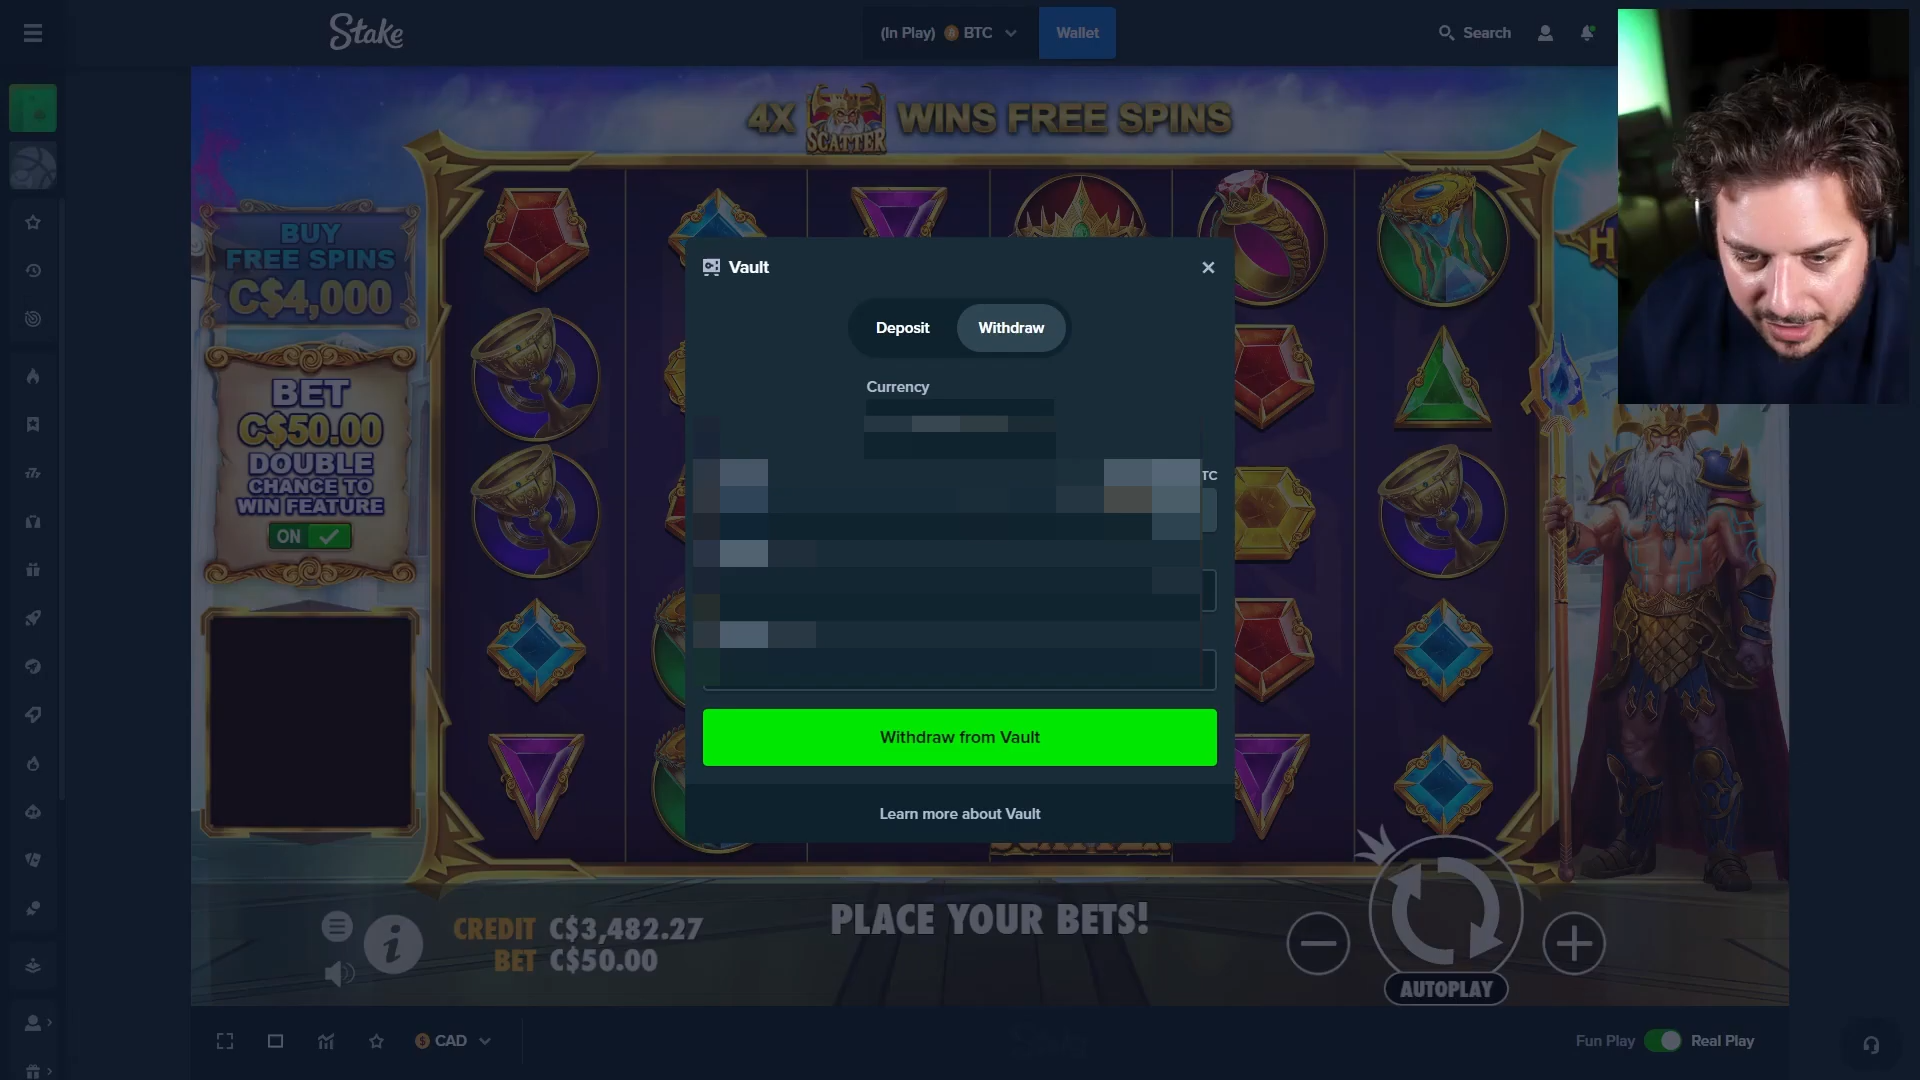 Stake
(In Play) BTC
Wallet
Search
4X SCATTER WINS FREE SPINS
BUY
FREE SPINS
C$4,000
BET
C$50.00
DOUBLE
CHANCE TO
WIN FEATURE
ON
Vault
Deposit
Withdraw
Currency
TC
Withdraw from Vault
Learn more about Vault
CREDIT C$3,482.27
BET C$50.00
PLACE YOUR BETS!
AUTOPLAY
CAD
Fun Play
Real Play